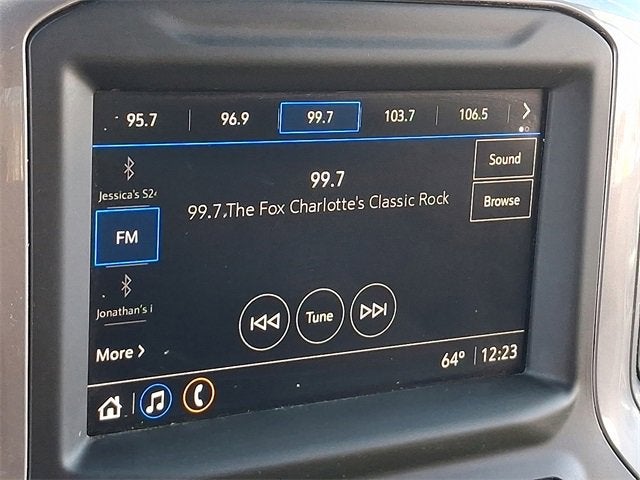 95.7 96.9 99.7 103.7 106.5
Jessica's S24
FM
Jonathan's i
More
99.7
99.7,The Fox Charlotte's Classic Rock
Sound
Browse
Tune
64° 12:23